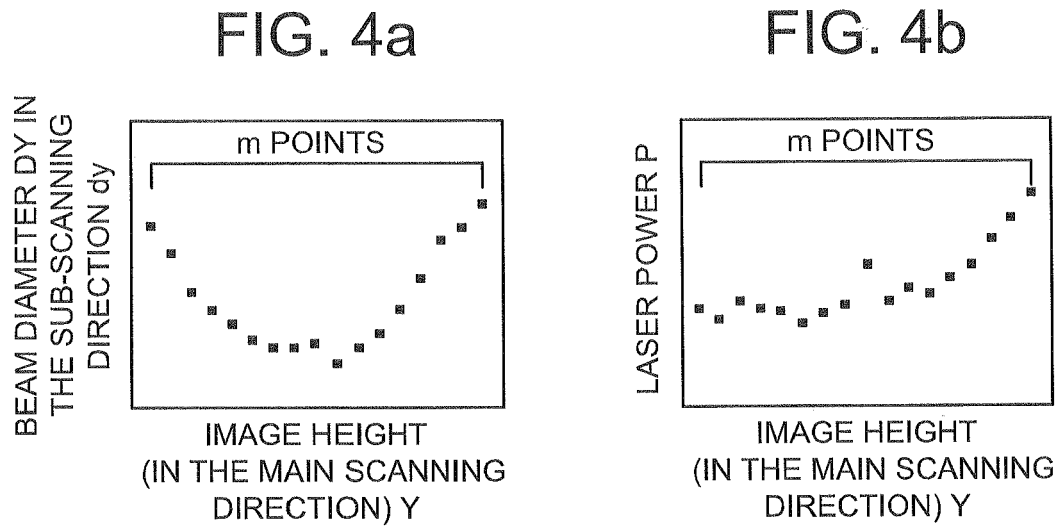 FIG. 4a
BEAM DIAMETER DY IN
THE SUB-SCANNING
DIRECTION dy
m POINTS
IMAGE HEIGHT
(IN THE MAIN SCANNING
DIRECTION) Y
FIG. 4b
LASER POWER P
m POINTS
IMAGE HEIGHT
(IN THE MAIN SCANNING
DIRECTION) Y